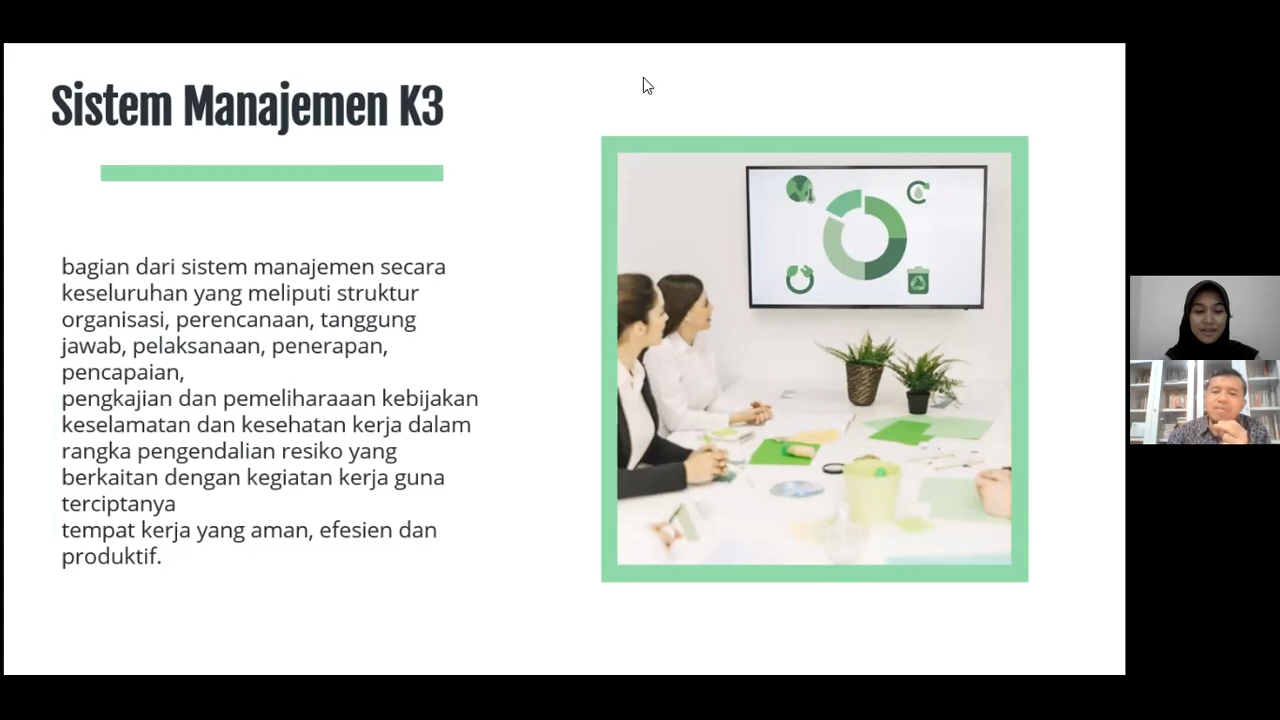 Sistem Manajemen K3
bagian dari sistem manajemen secara
keseluruhan yang meliputi struktur
organisasi, perencanaan, tanggung
jawab, pelaksanaan, penerapan,
pencapaian,
pengkajian dan pemeliharaaan kebijakan
keselamatan dan kesehatan kerja dalam
rangka pengendalian resiko yang
berkaitan dengan kegiatan kerja guna
terciptanya
tempat kerja yang aman, efesien dan
produktif.